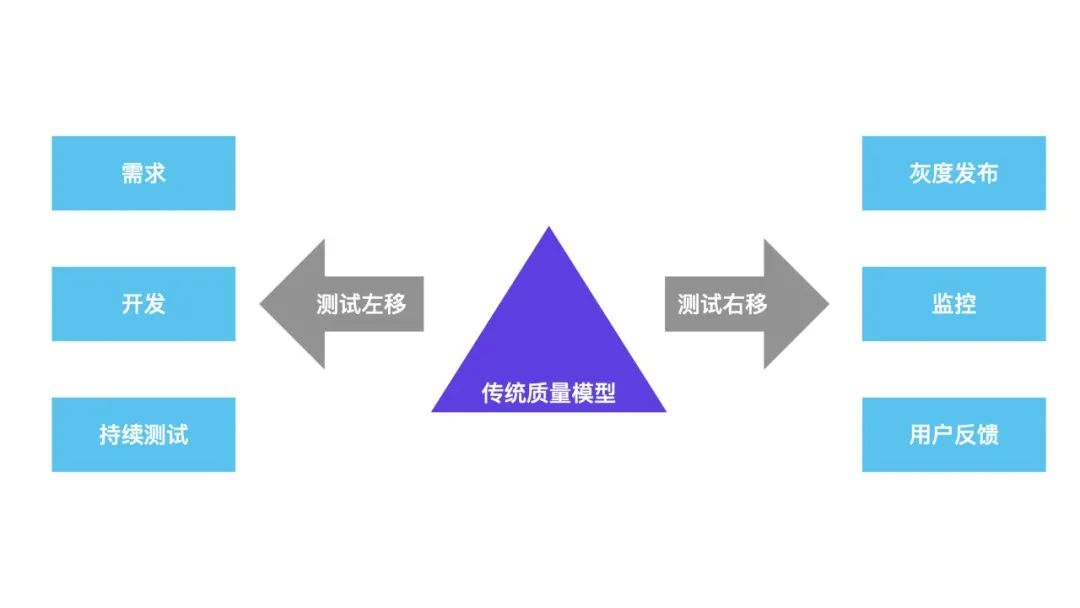 需求
开发
持续测试
测试左移
传统质量模型
测试右移
灰度发布
监控
用户反馈